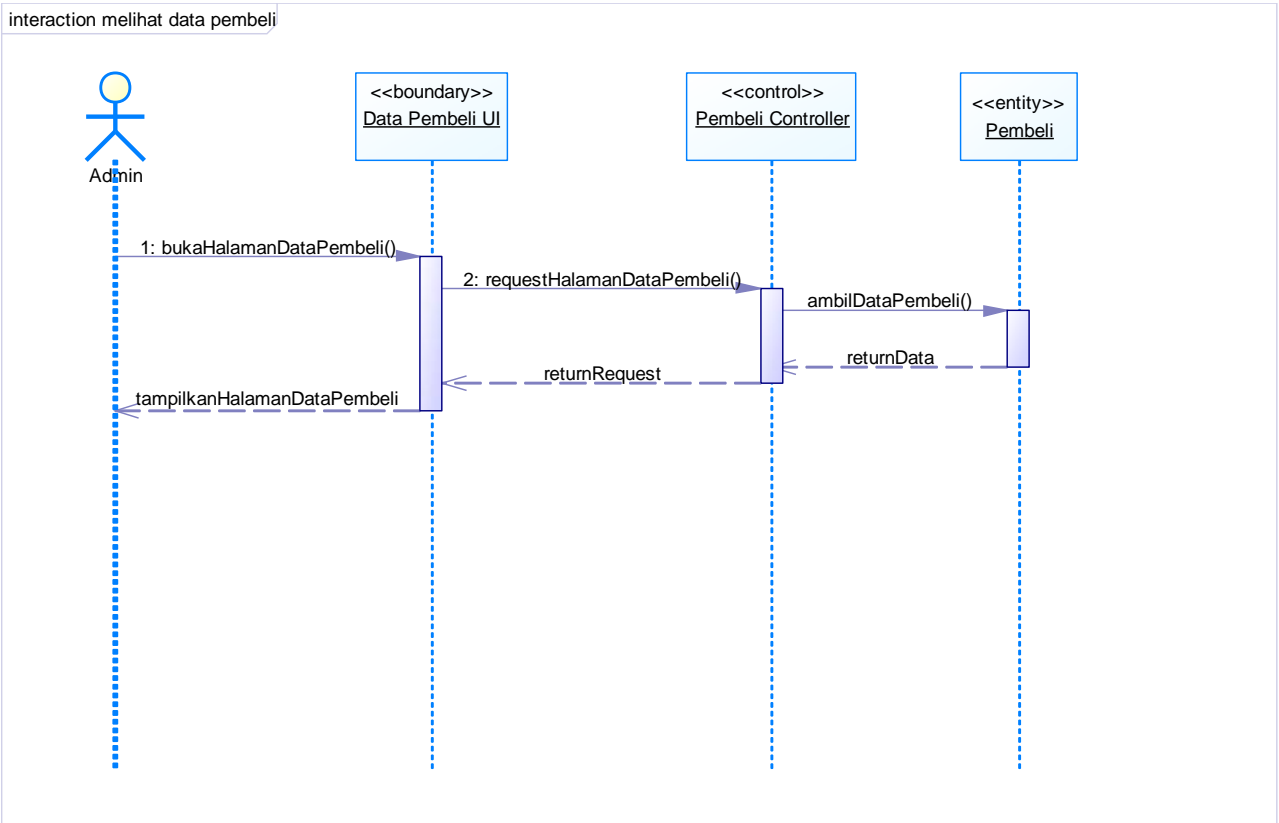 interaction melihat data pembeli
<<boundary>>
Data Pembeli UI
<<control>>
Pembeli Controller
<<entity>>
Pembeli
Admin
1: bukaHalamanDataPembeli()
2: requestHalamanDataPembeli()
ambilDataPembeli()
returnData
returnRequest
tampilkanHalamanDataPembeli